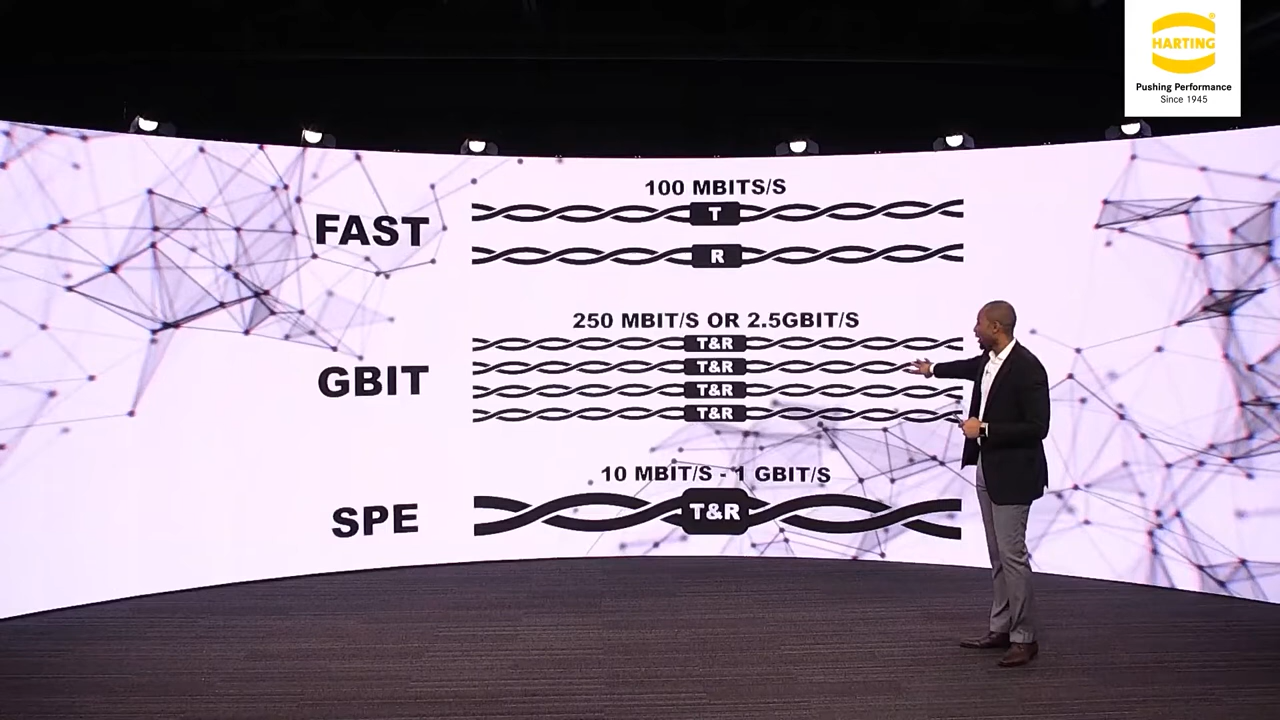 HARTING
Pushing Performance
Since 1945
100 MBITS/S
FAST
T
R
250 MBIT/S OR 2.5GBIT/S
GBIT
T&R
T&R
T&R
T&R
10 MBIT/S - 1 GBIT/S
SPE
T&R